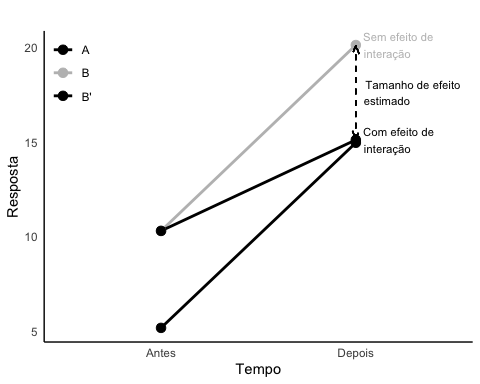 20
15
10
5
Resposta
A
B
B'
Sem efeito de
interação
Tamanho de efeito
estimado
Com efeito de
interação
Antes
Depois
Tempo